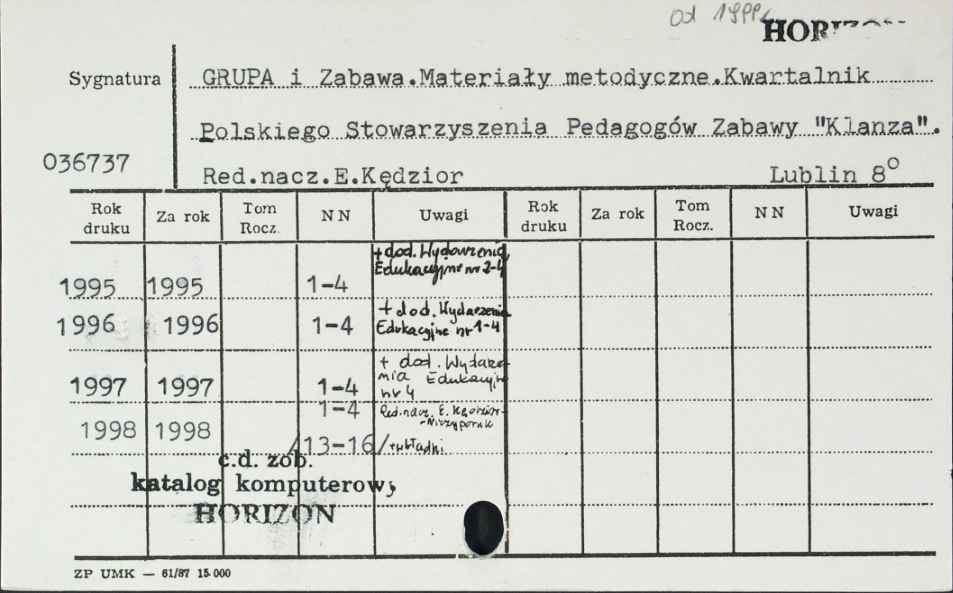 od 1999
HORIZON
Sygnatura
GRUPA i Zabawa.Materiały metodyczne.Kwartalnik
Polskiego Stowarzyszenia Pedagogów Zabawy "Klanza".
036737
Red.nacz.E.Kędzior Lublin 8°
Rok druku Za rok Tom Rocz. N N Uwagi Rok druku Za rok Tom Rocz. N N Uwagi
+ dod. Wydarzenia
Edukacyjne nr 2-4
1995 1995 1-4
+ dod. Wydarzenia
1996 1996 1-4 Edukacyjne nr 1-4
+ dod. Wydarze
nia Edukacyjn
1997 1997 1-4 nr 4
1-4 Red.nacz. E. Kędzior-
1998 1998 -Niczyporuk
/13-16/
c.d. zob.
katalog komputerowy
HORIZON
ZP UMK — 61/87 15.000